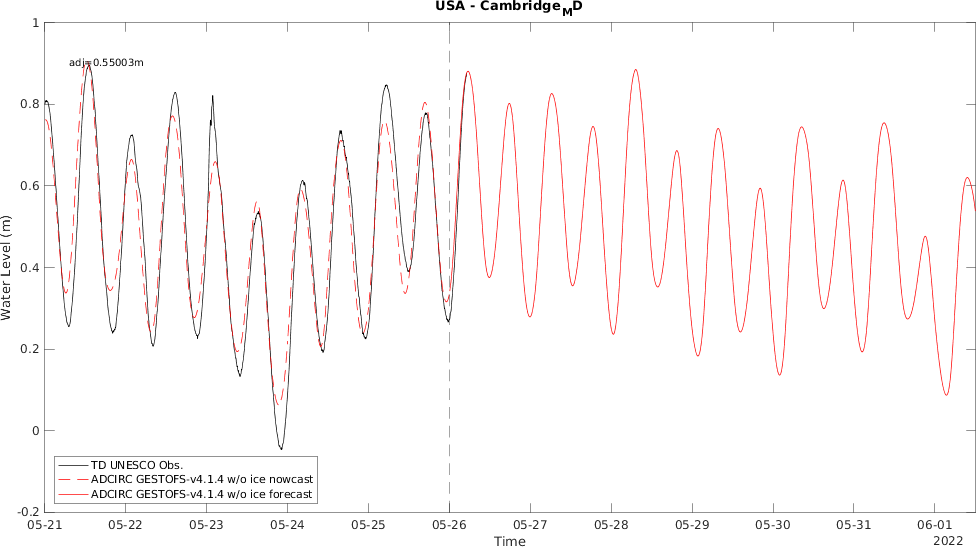 USA - Cambridge_MD
adj=0.55003m
1
0.8
0.6
0.4
0.2
0
-0.2
Water Level (m)
TD UNESCO Obs.
ADCIRC GESTOFS-v4.1.4 w/o ice nowcast
ADCIRC GESTOFS-v4.1.4 w/o ice forecast
05-21 05-22 05-23 05-24 05-25 05-26 05-27 05-28 05-29 05-30 05-31 06-01
Time
2022